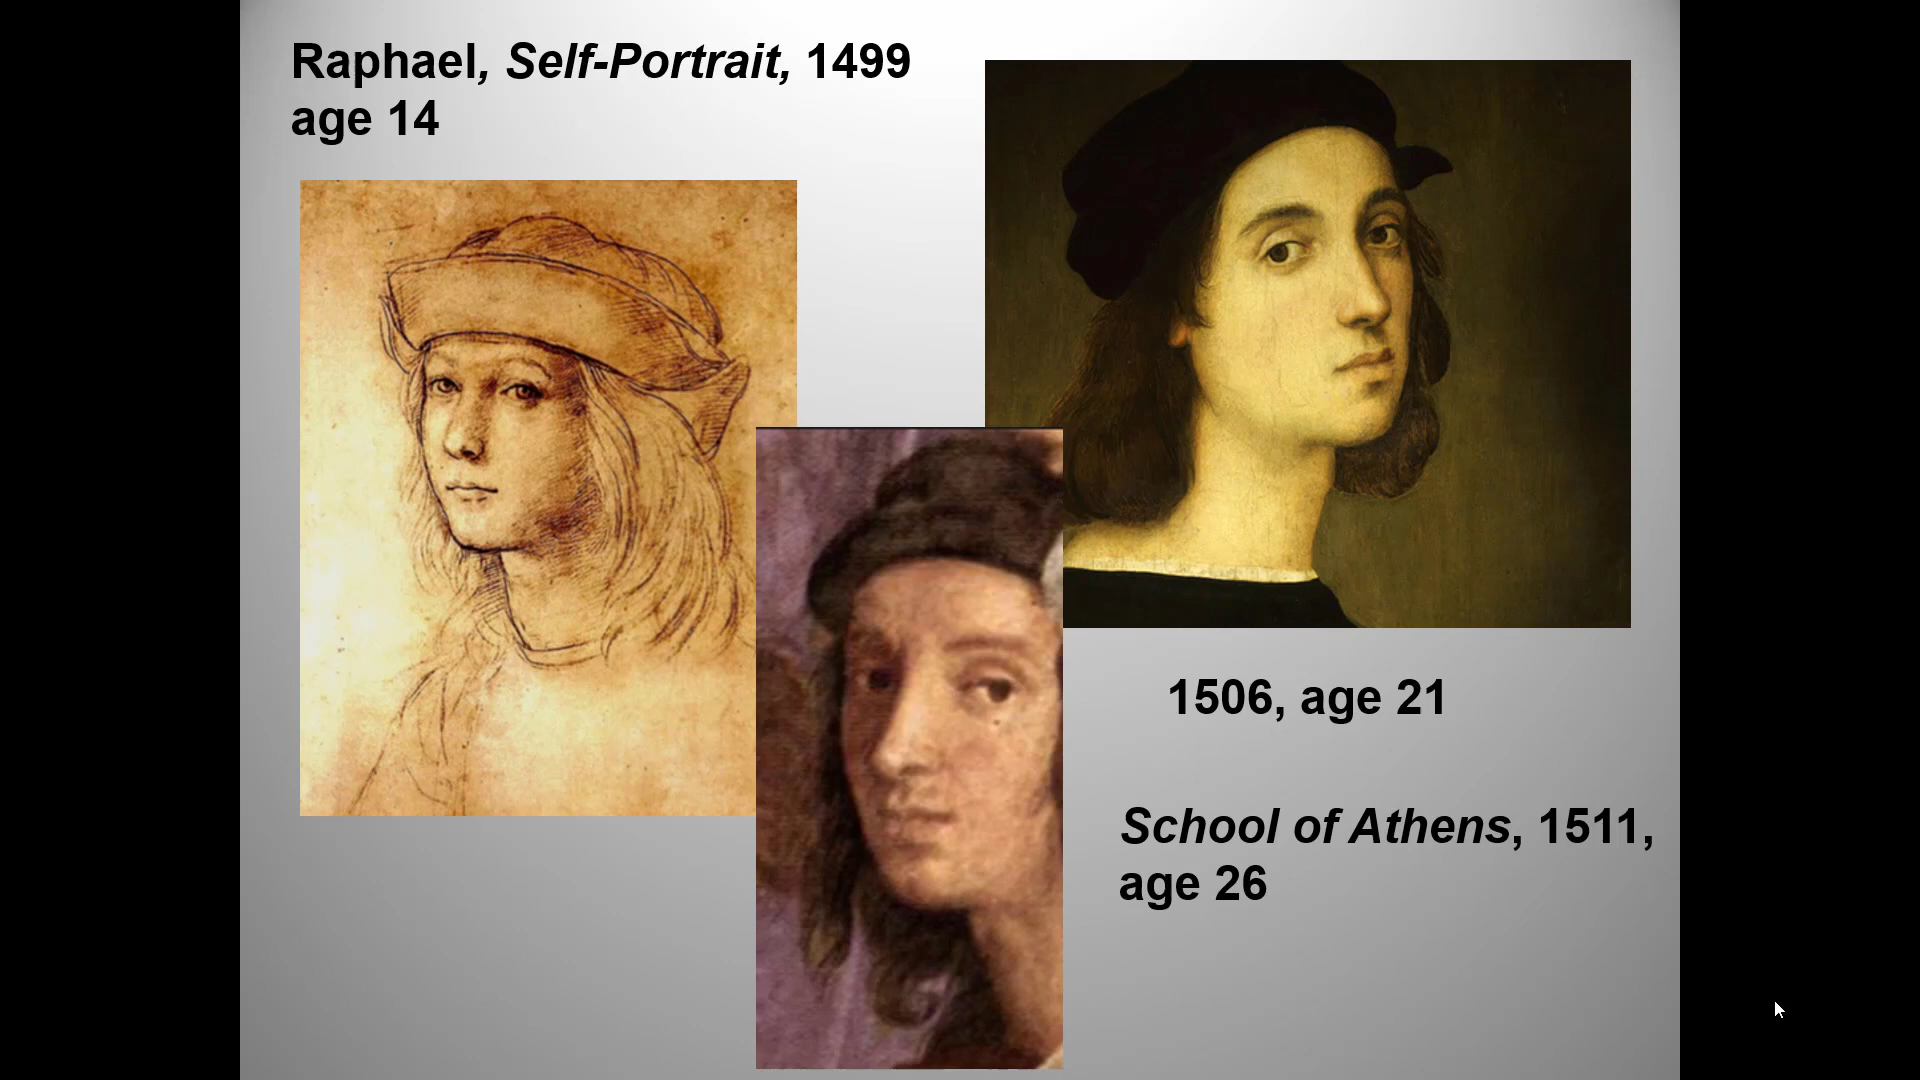 Raphael, Self-Portrait, 1499
age 14
1506, age 21
School of Athens, 1511,
age 26